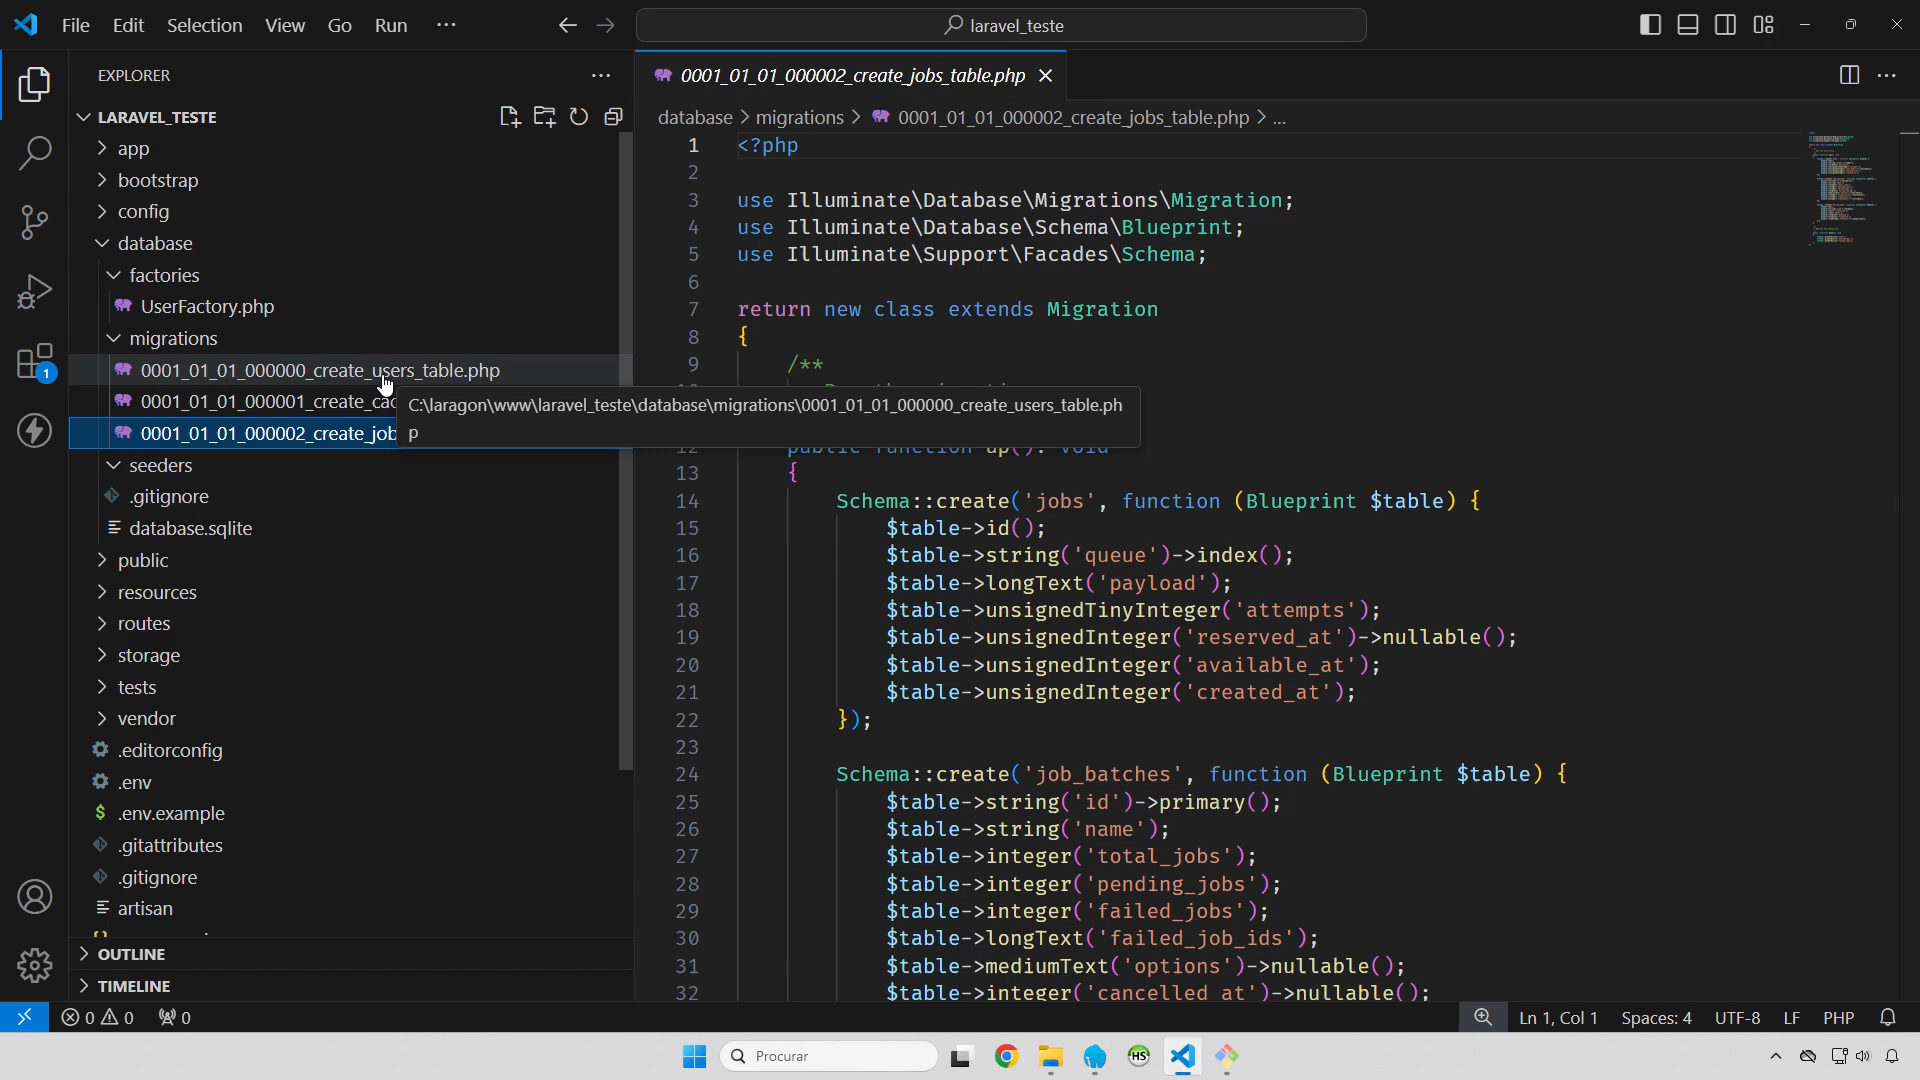 File Edit Selection View Go Run ···
laravel_teste
EXPLORER
LARAVEL_TESTE
app
bootstrap
config
database
factories
UserFactory.php
migrations
0001_01_01_000000_create_users_table.php
0001_01_01_000001_create_cac
0001_01_01_000002_create_job
seeders
.gitignore
database.sqlite
public
resources
routes
storage
tests
vendor
.editorconfig
.env
.env.example
.gitattributes
.gitignore
artisan
OUTLINE
TIMELINE
1
C:\laragon\www\laravel_teste\database\migrations\0001_01_01_000000_create_users_table.ph
p
0001_01_01_000002_create_jobs_table.php
database > migrations > 0001_01_01_000002_create_jobs_table.php > ...
1 <?php
2
3 use Illuminate\Database\Migrations\Migration;
4 use Illuminate\Database\Schema\Blueprint;
5 use Illuminate\Support\Facades\Schema;
6
7 return new class extends Migration
8 {
9 /**
12 public function up(): void
13 {
14 Schema::create('jobs', function (Blueprint $table) {
15 $table->id();
16 $table->string('queue')->index();
17 $table->longText('payload');
18 $table->unsignedTinyInteger('attempts');
19 $table->unsignedInteger('reserved_at')->nullable();
20 $table->unsignedInteger('available_at');
21 $table->unsignedInteger('created_at');
22 });
23
24 Schema::create('job_batches', function (Blueprint $table) {
25 $table->string('id')->primary();
26 $table->string('name');
27 $table->integer('total_jobs');
28 $table->integer('pending_jobs');
29 $table->integer('failed_jobs');
30 $table->longText('failed_job_ids');
31 $table->mediumText('options')->nullable();
32 $table->integer('cancelled_at')->nullable();
0 0 0 Ln 1, Col 1 Spaces: 4 UTF-8 LF PHP
Procurar
HS